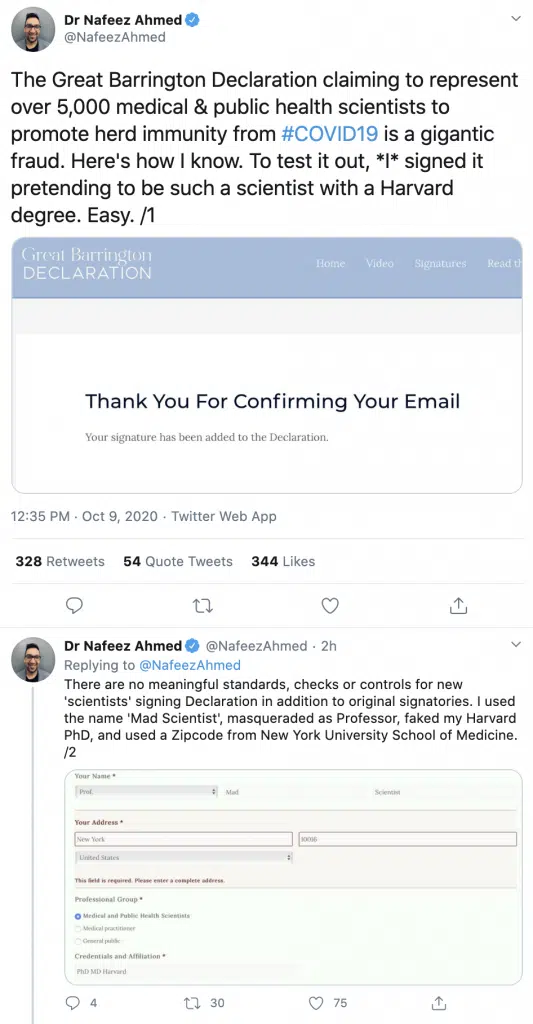 Dr Nafeez Ahmed
@NafeezAhmed
The Great Barrington Declaration claiming to represent
over 5,000 medical & public health scientists to
promote herd immunity from #COVID19 is a gigantic
fraud. Here's how I know. To test it out, *I* signed it
pretending to be such a scientist with a Harvard
degree. Easy. /1
Great Barrington
DECLARATION
Home Video Signatures Read th
Thank You For Confirming Your Email
Your signature has been added to the Declaration.
12:35 PM · Oct 9, 2020 · Twitter Web App
328 Retweets 54 Quote Tweets 344 Likes
Dr Nafeez Ahmed @NafeezAhmed · 2h
Replying to @NafeezAhmed
There are no meaningful standards, checks or controls for new
'scientists' signing Declaration in addition to original signatories. I used
the name 'Mad Scientist', masqueraded as Professor, faked my Harvard
PhD, and used a Zipcode from New York University School of Medicine.
/2
Your Name *
Prof. Mad Scientist
Your Address *
New York 10016
United States
This field is required. Please enter a complete address.
Professional Group *
Medical and Public Health Scientists
Medical practitioner
General public
Credentials and Affiliation *
PhD MD Harvard
4 30 75